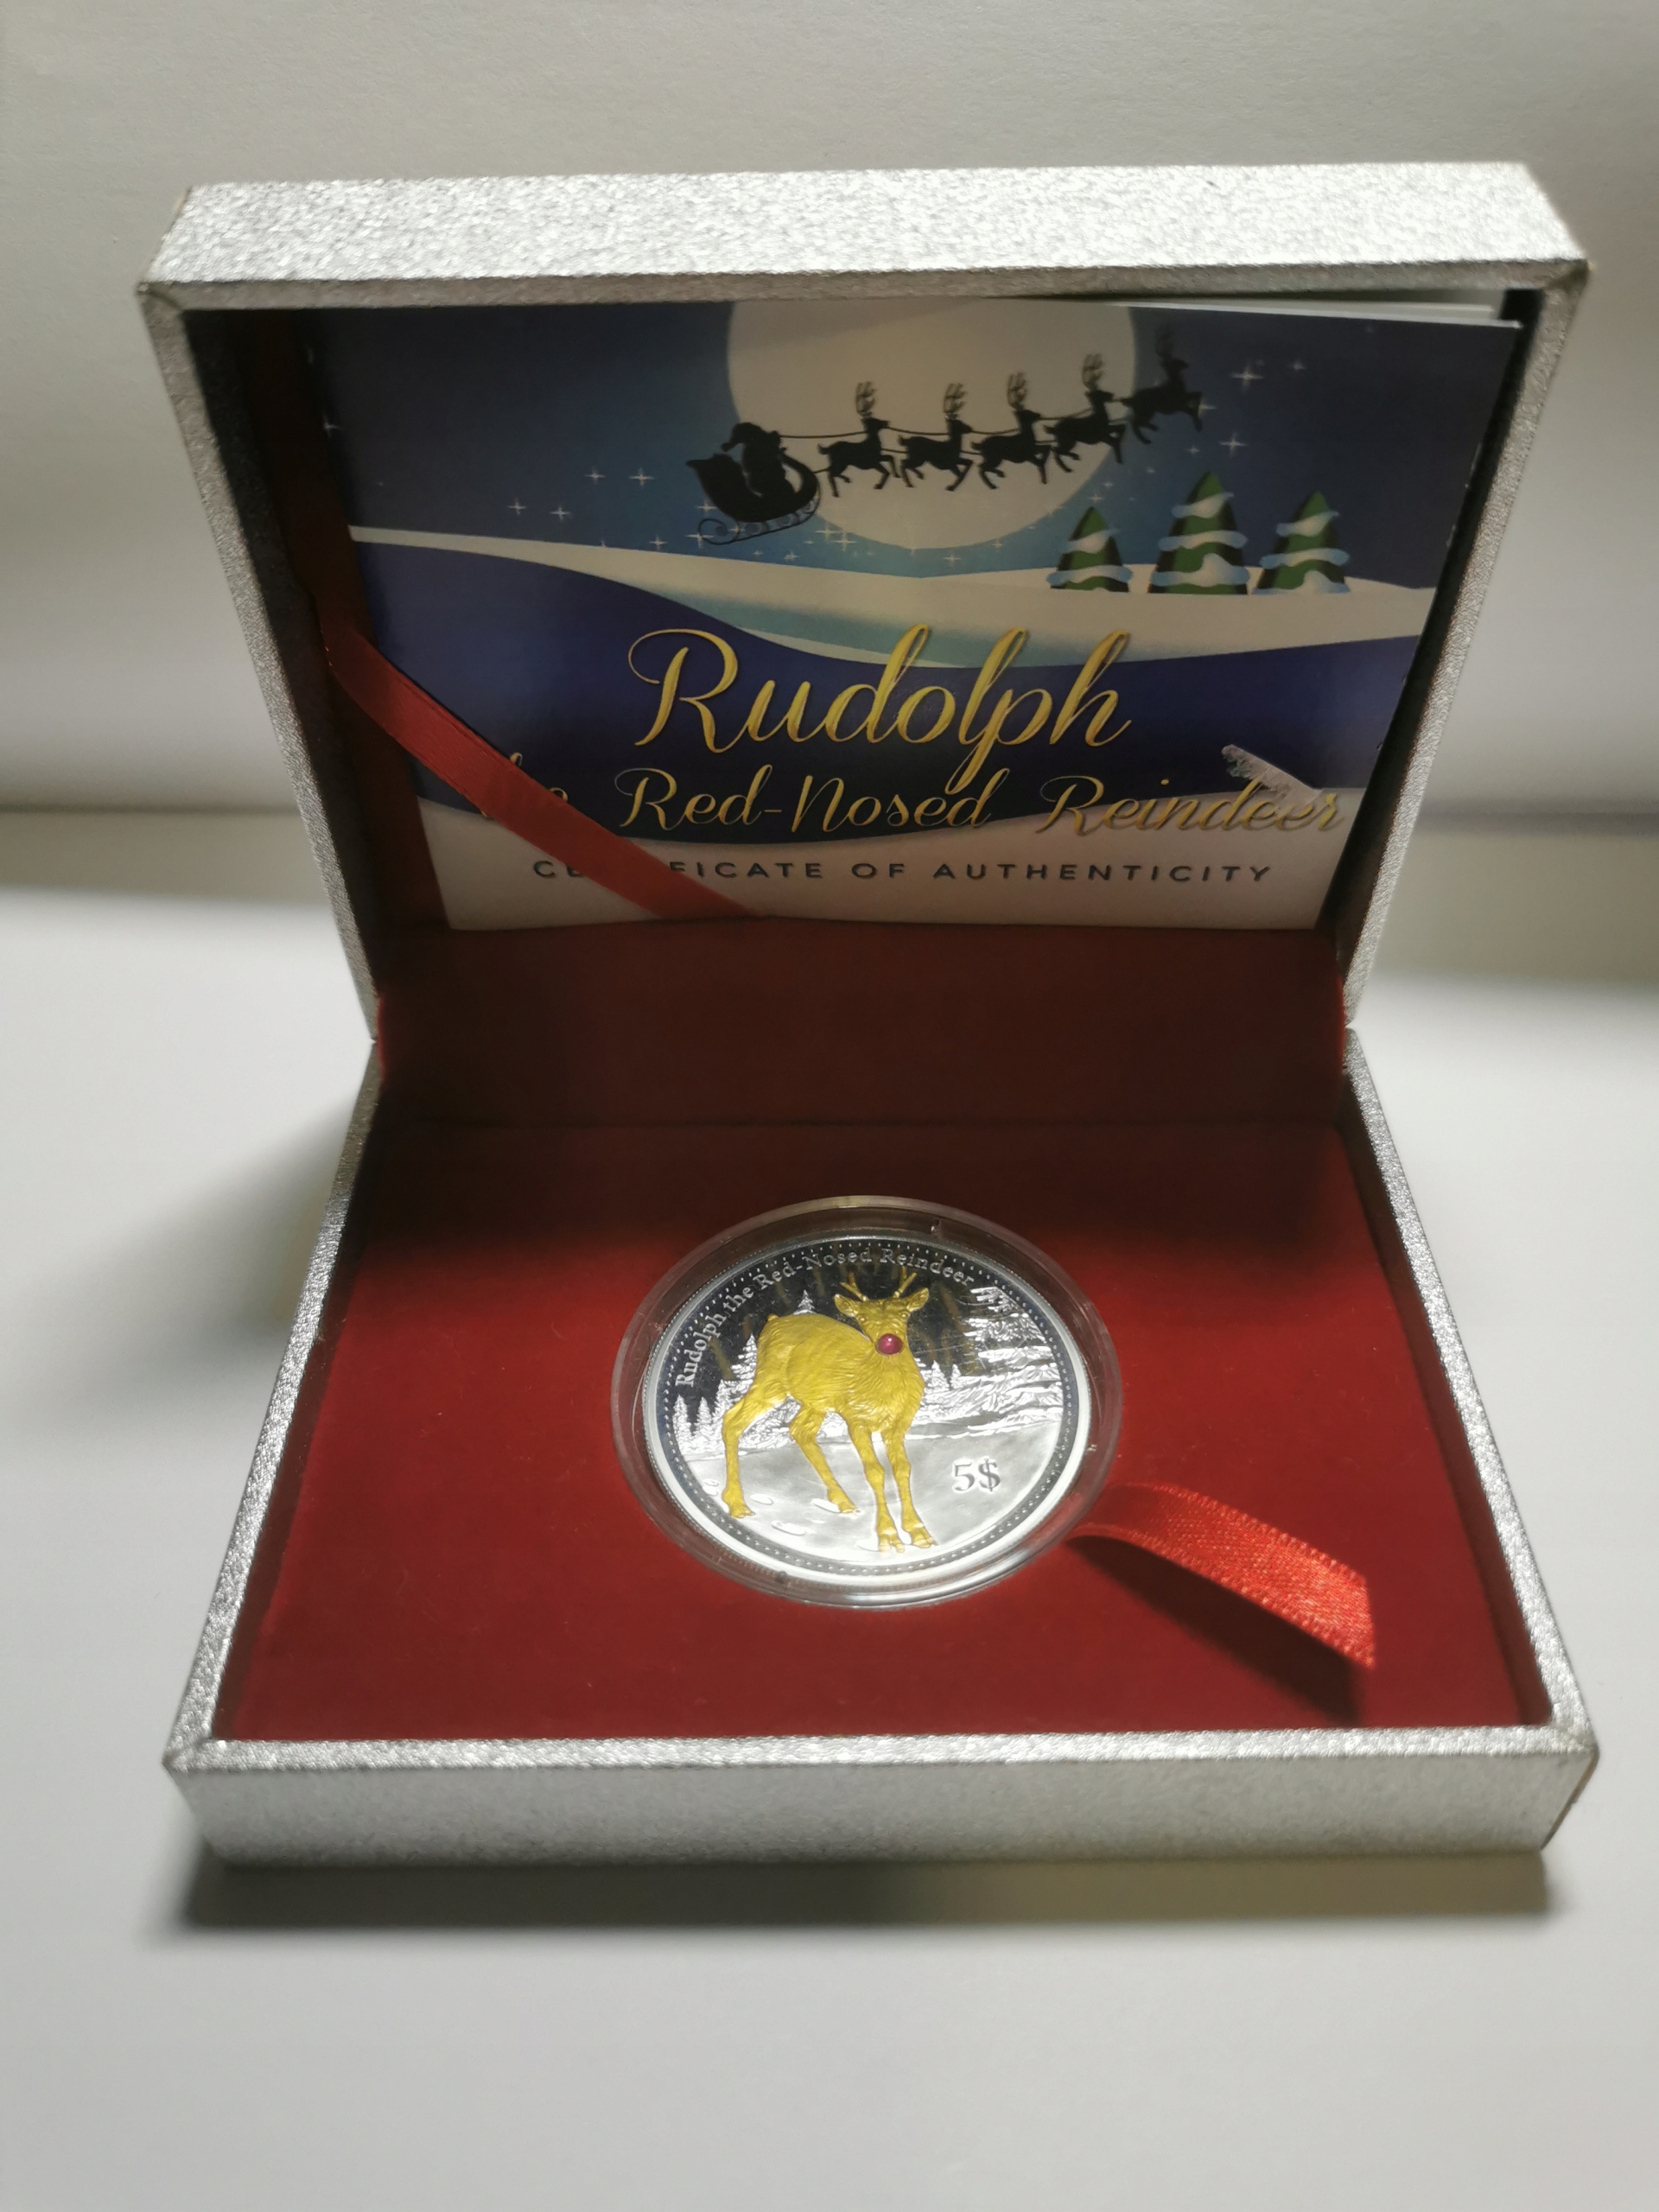 Rudolph
Red-Nosed Reindeer
OF AUTHENTICITY
Rudolph the Red-Nosed Reindeer
5$